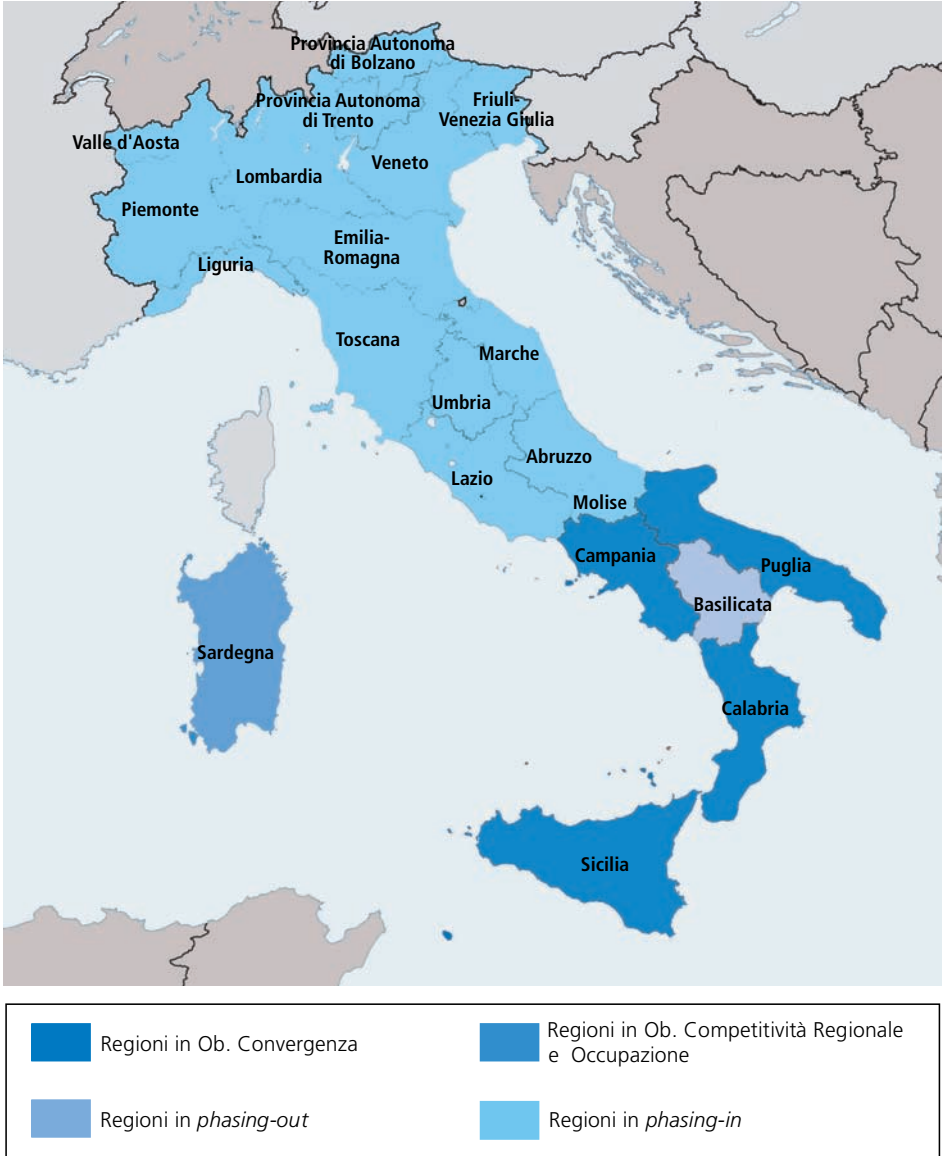 Provincia Autonoma
di Bolzano
Provincia Autonoma
di Trento
Friuli-
Venezia Giulia
Valle d'Aosta
Veneto
Lombardia
Piemonte
Emilia-
Romagna
Liguria
Toscana
Marche
Umbria
Abruzzo
Lazio
Molise
Campania
Puglia
Basilicata
Sardegna
Calabria
Sicilia
Regioni in Ob. Convergenza
Regioni in Ob. Competitività Regionale
e Occupazione
Regioni in phasing-out
Regioni in phasing-in